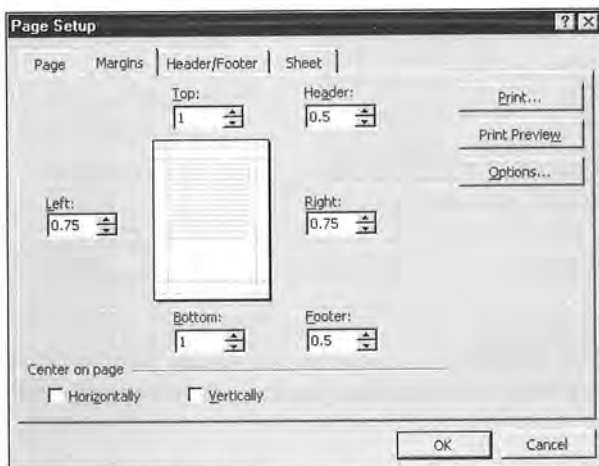 Page Setup ? X
Page Margins Header/Footer Sheet
Top: Header:
1 0.5
Print...
Print Preview
Options...
Left: Right:
0.75 0.75
Bottom: Footer:
1 0.5
Center on page
Horizontally Vertically
OK Cancel